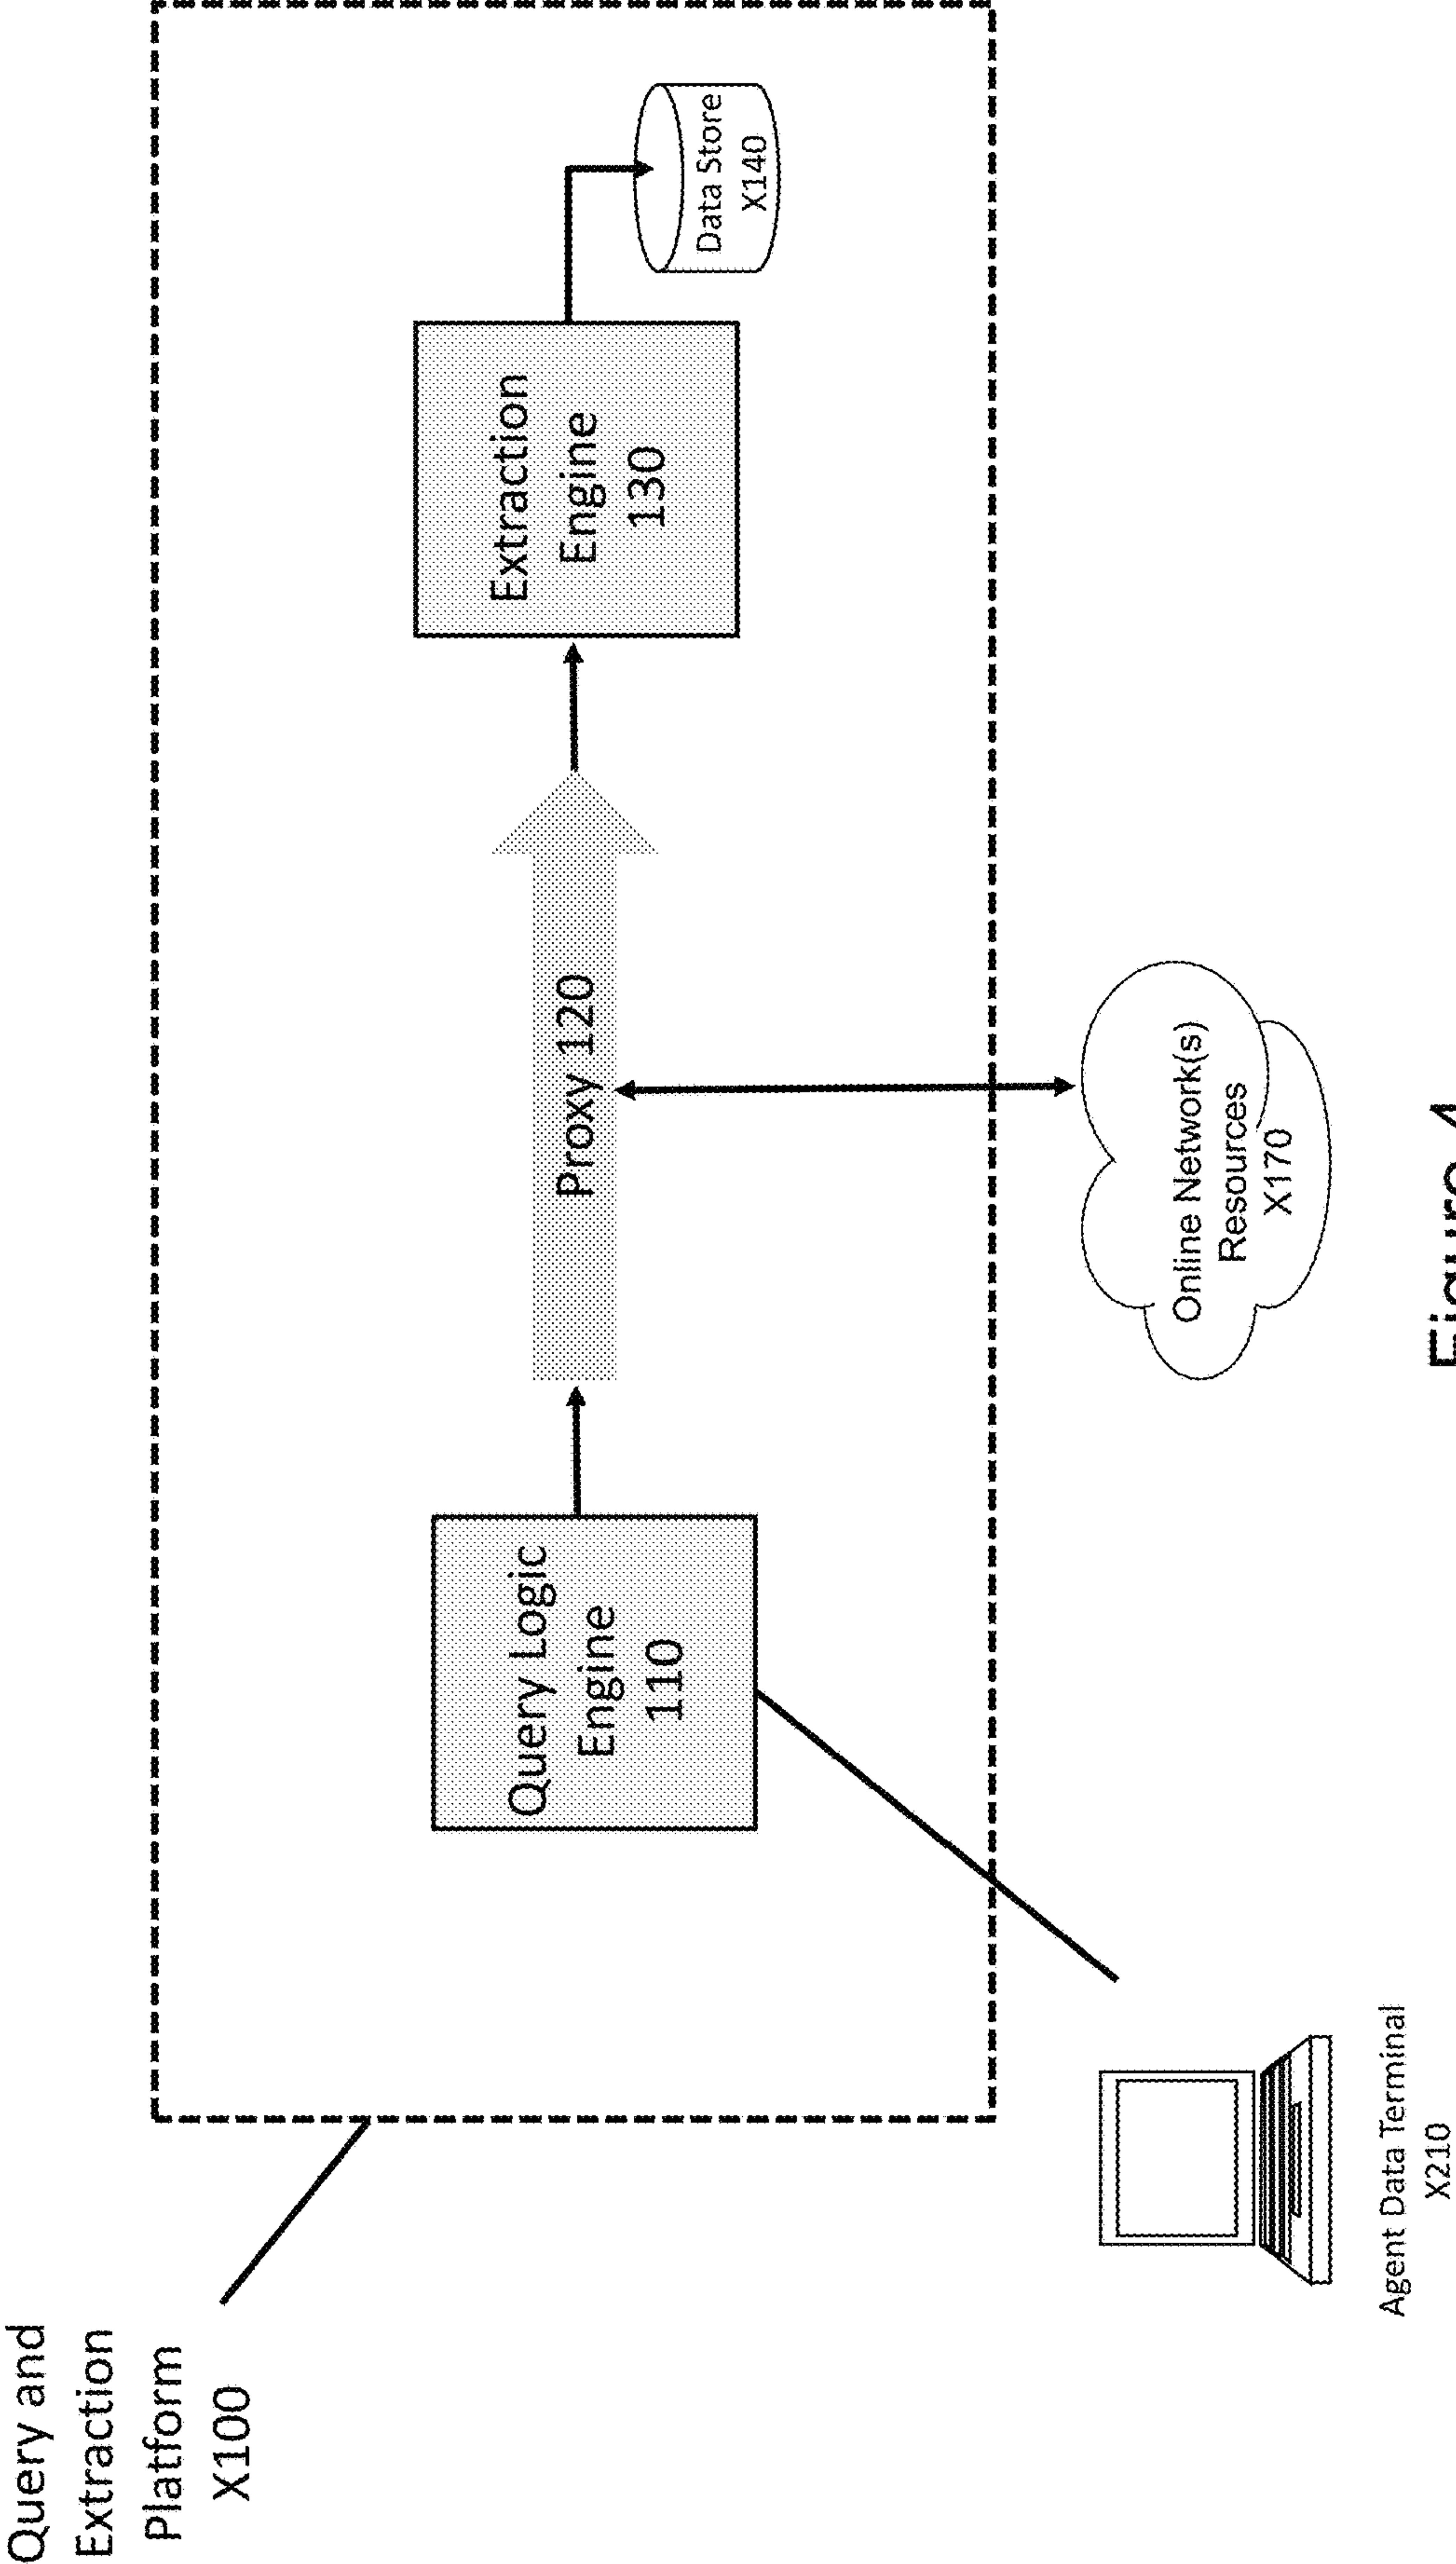 Query and
Extraction
Platform
X100
Query Logic
Engine
110
Proxy 120
Extraction
Engine
130
Data Store
X140
Online Network(s)
Resources
X170
Agent Data Terminal
X210
Figure 4